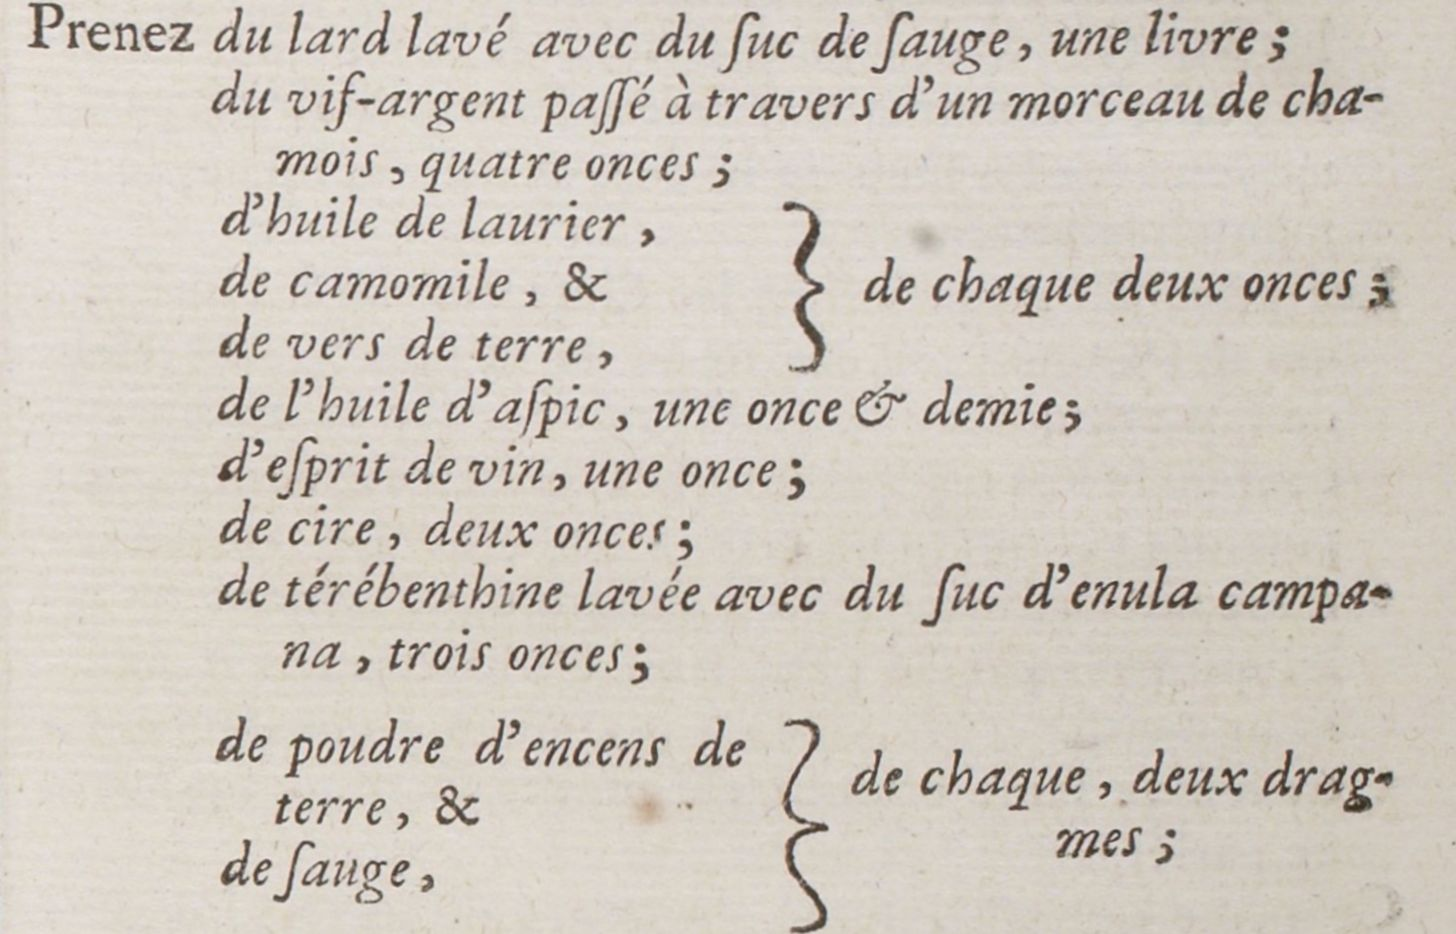 Prenez du lard lavé avec du ſuc de ſauge, une livre;
du vif-argent paſſé à travers d'un morceau de cha-
mois, quatre onces;
d'huile de laurier,
de camomile, &
de vers de terre,
} de chaque deux onces;
de l'huile d'aſpic, une once & demie;
d'eſprit de vin, une once;
de cire, deux onces;
de térébenthine lavée avec du ſuc d'enula campa-
na, trois onces;
de poudre d'encens de
terre, &
de ſauge,
} de chaque, deux drag-
mes;